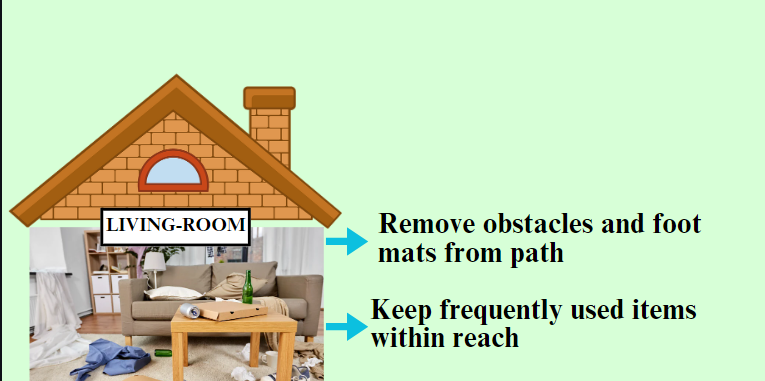 LIVING-ROOM
Remove obstacles and foot
mats from path
Keep frequently used items
within reach